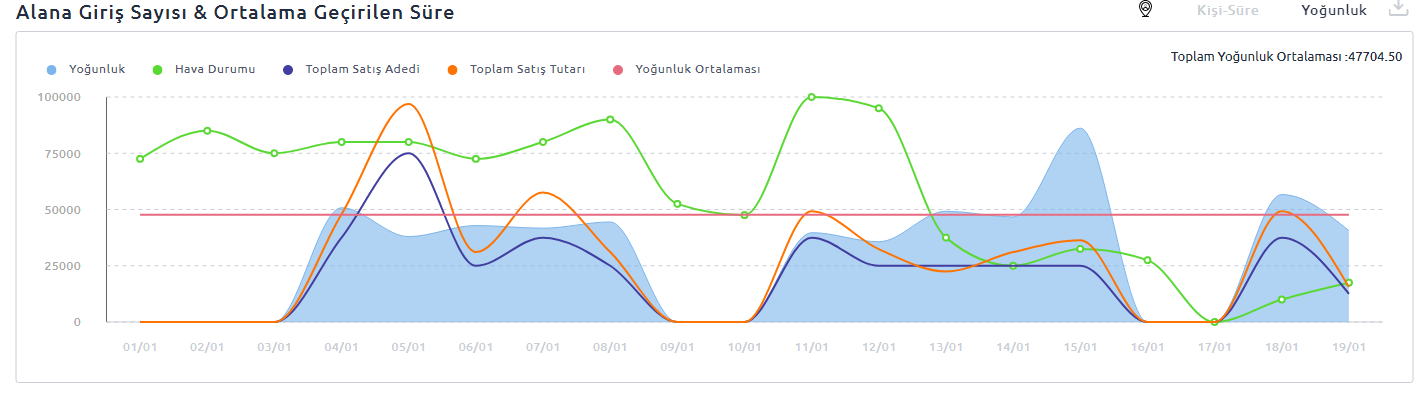 Alana Giriş Sayısı & Ortalama Geçirilen Süre
Kişi-Süre Yoğunluk
Toplam Yoğunluk Ortalaması :47704.50
Yoğunluk Hava Durumu Toplam Satış Adedi Toplam Satış Tutarı Yoğunluk Ortalaması
100000
75000
50000
25000
0
01/01 02/01 03/01 04/01 05/01 06/01 07/01 08/01 09/01 10/01 11/01 12/01 13/01 14/01 15/01 16/01 17/01 18/01 19/01